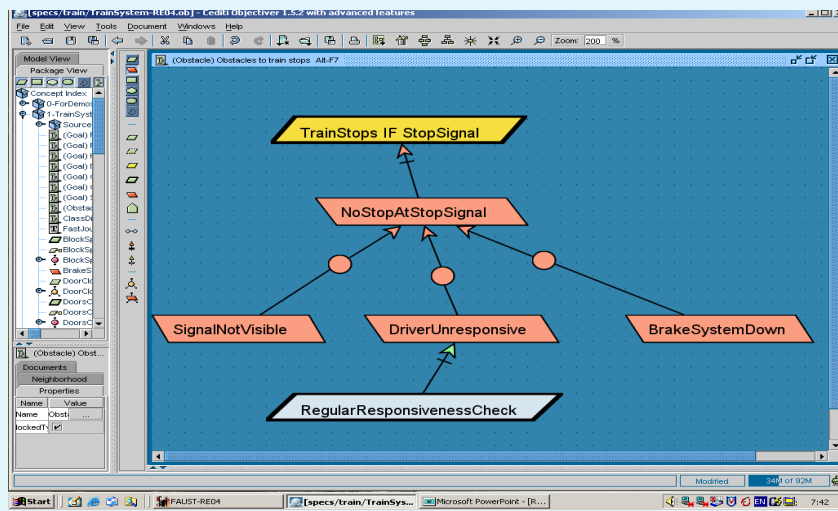 [specs/train/TrainSystem-RE04.ob] - Cediti Objectiver 1.5.2 with advanced features
File Edit View Tools Document Windows Help
Zoom: 200 %
Model View
Package View
Concept Index
0-ForDemos
1-TrainSyst
Source
(Goal) F
(Goal)
(Goal)
(Goal)
(Goal)
(Goal)
(Goal) S
(Obstac
ClassDi
FastJou
BlockSp
BlockSp
BlockSp
BrakeS
DoorClo
DoorClo
DoorsC
DoorsC
DoorsC
(Obstacle) Obst...
Documents
Neighborhood
Properties
Name Value
Name Obsta ...
lockedTy
(Obstacle) Obstacles to train stops Alt-F7
TrainStops IF StopSignal
NoStopAtStopSignal
SignalNotVisible
DriverUnresponsive
BrakeSystemDown
RegularResponsivenessCheck
Modified 34M of 92M
Start FAUST-RE04 [specs/train/TrainSys... Microsoft PowerPoint - [R... EN 7:42